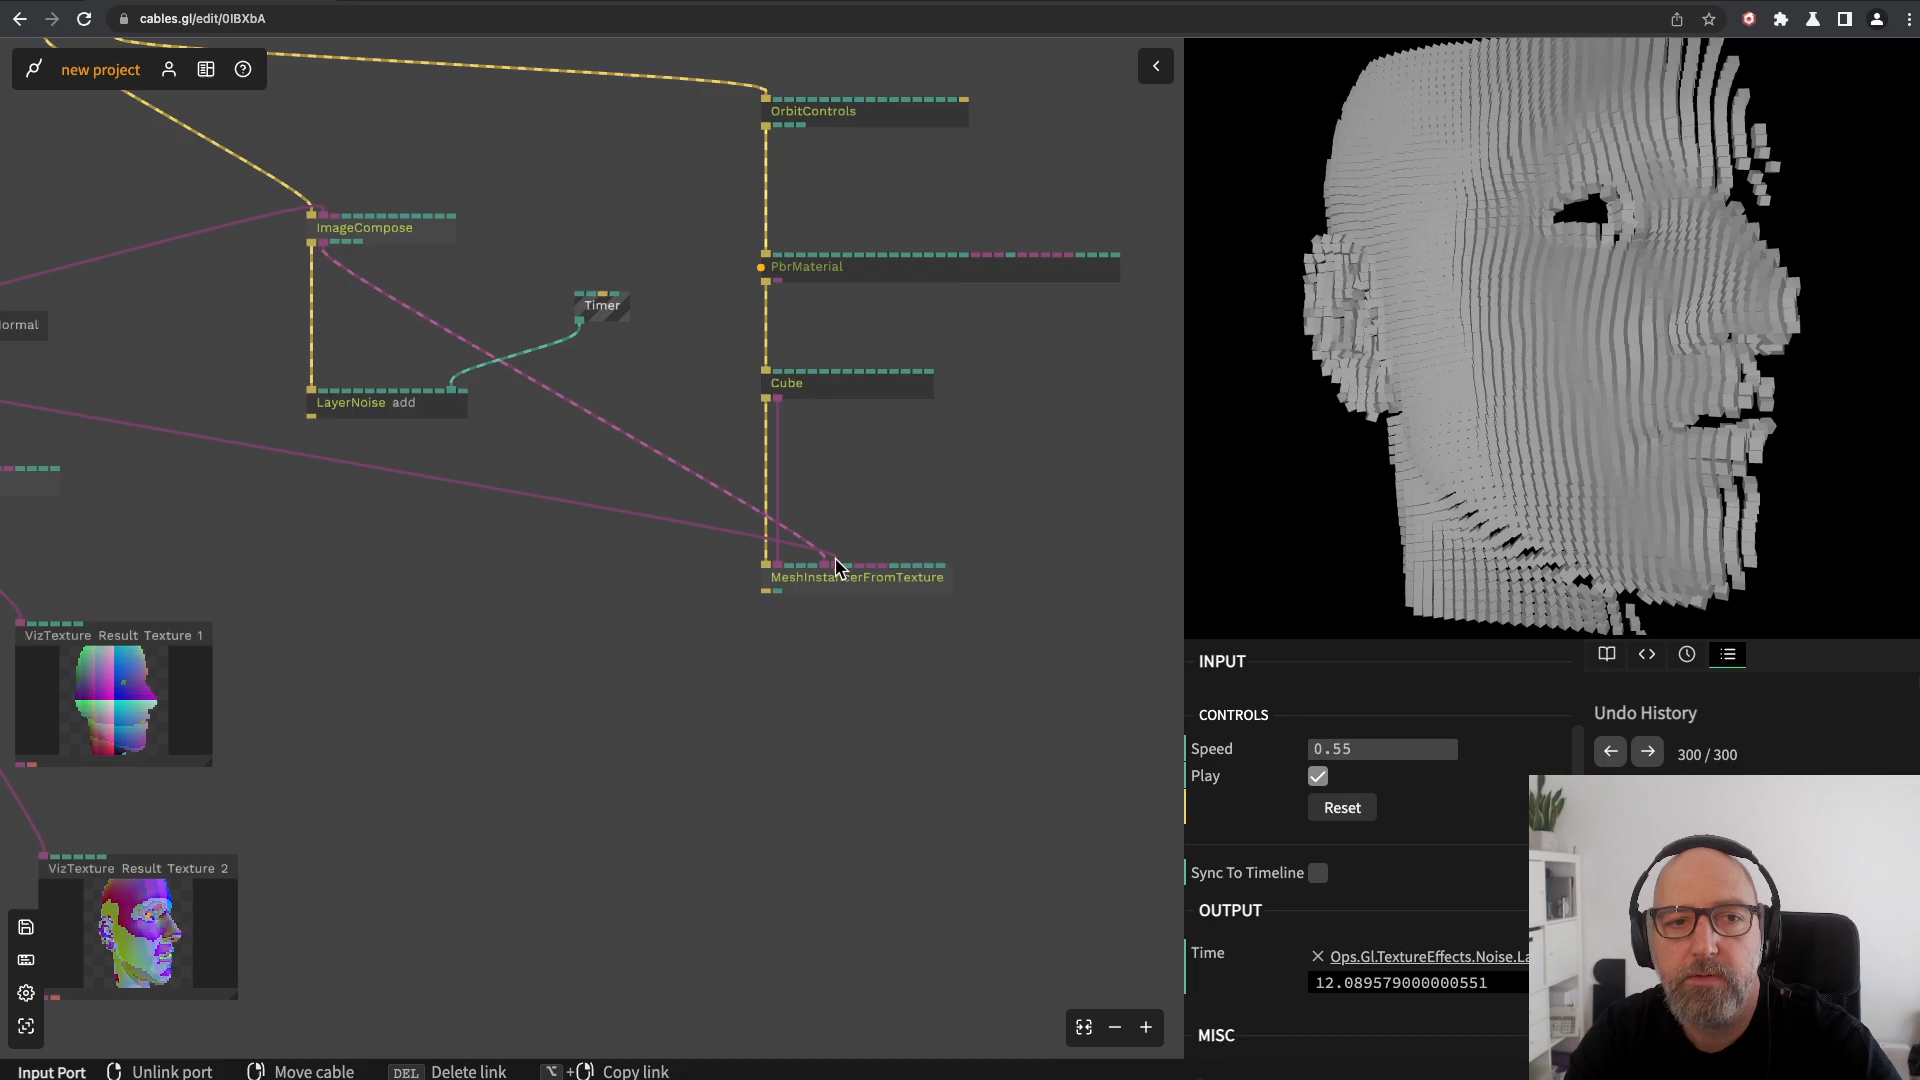 cables.gl/edit/0IBXbA
new project
OrbitControls
ImageCompose
PbrMaterial
Timer
ormal
Cube
LayerNoise add
MeshInstancerFromTexture
VizTexture Result Texture 1
VizTexture Result Texture 2
INPUT
CONTROLS
Speed 0.55
Play
Reset
Sync To Timeline
OUTPUT
Time Ops.Gl.TextureEffects.Noise.La
12.089579000000551
MISC
Undo History
300 / 300
Input Port Unlink port Move cable DEL Delete link ⌥ + Copy link